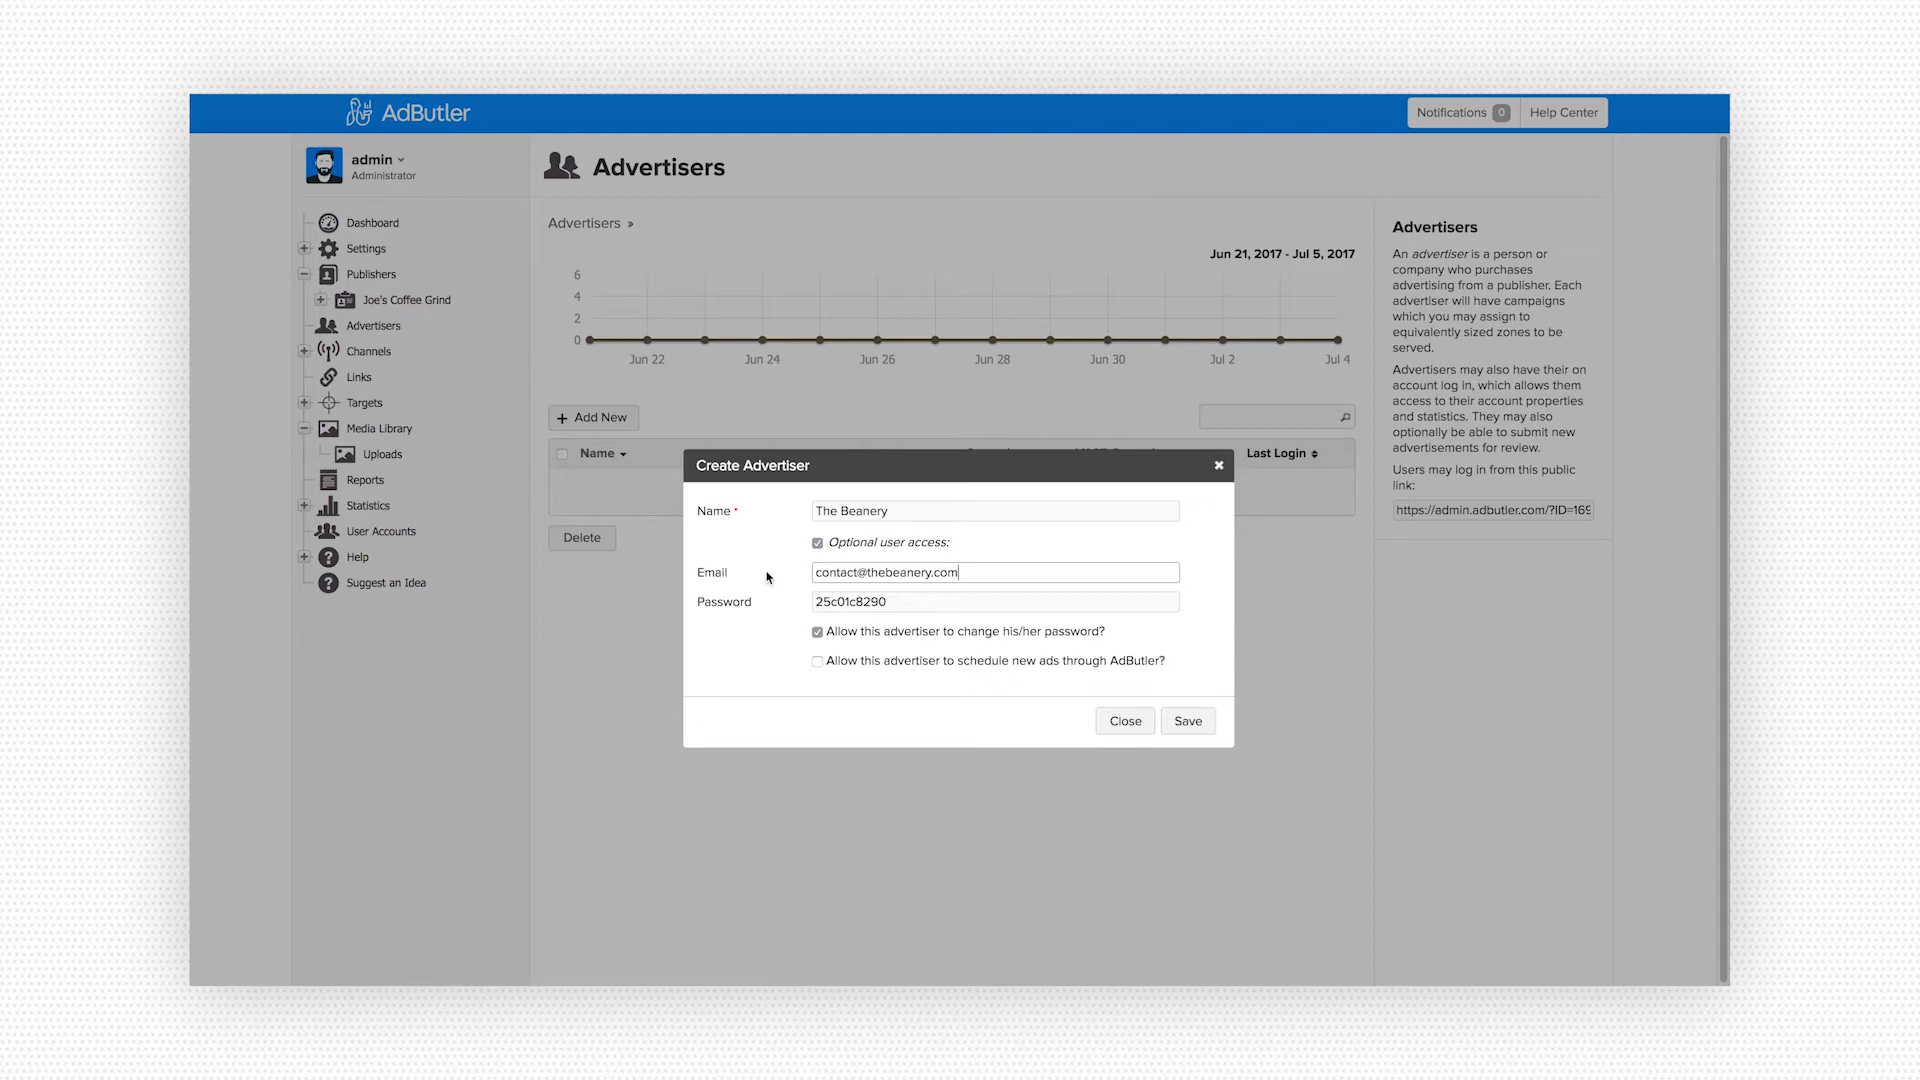 AdButler
Notifications 0
Help Center
admin
Administrator
Dashboard
Settings
Publishers
Joe's Coffee Grind
Advertisers
Channels
Links
Targets
Media Library
Uploads
Reports
Statistics
User Accounts
Help
Suggest an Idea
Advertisers
Advertisers »
Jun 21, 2017 - Jul 5, 2017
6
4
2
0
Jun 22 Jun 24 Jun 26 Jun 28 Jun 30 Jul 2 Jul 4
+ Add New
Name
Last Login
Delete
Create Advertiser
Name *
The Beanery
Optional user access:
Email
contact@thebeanery.com
Password
25c01c8290
Allow this advertiser to change his/her password?
Allow this advertiser to schedule new ads through AdButler?
Close
Save
Advertisers
An advertiser is a person or
company who purchases
advertising from a publisher. Each
advertiser will have campaigns
which you may assign to
equivalently sized zones to be
served.
Advertisers may also have their on
account log in, which allows them
access to their account properties
and statistics. They may also
optionally be able to submit new
advertisements for review.
Users may log in from this public
link:
https://admin.adbutler.com/?ID=169